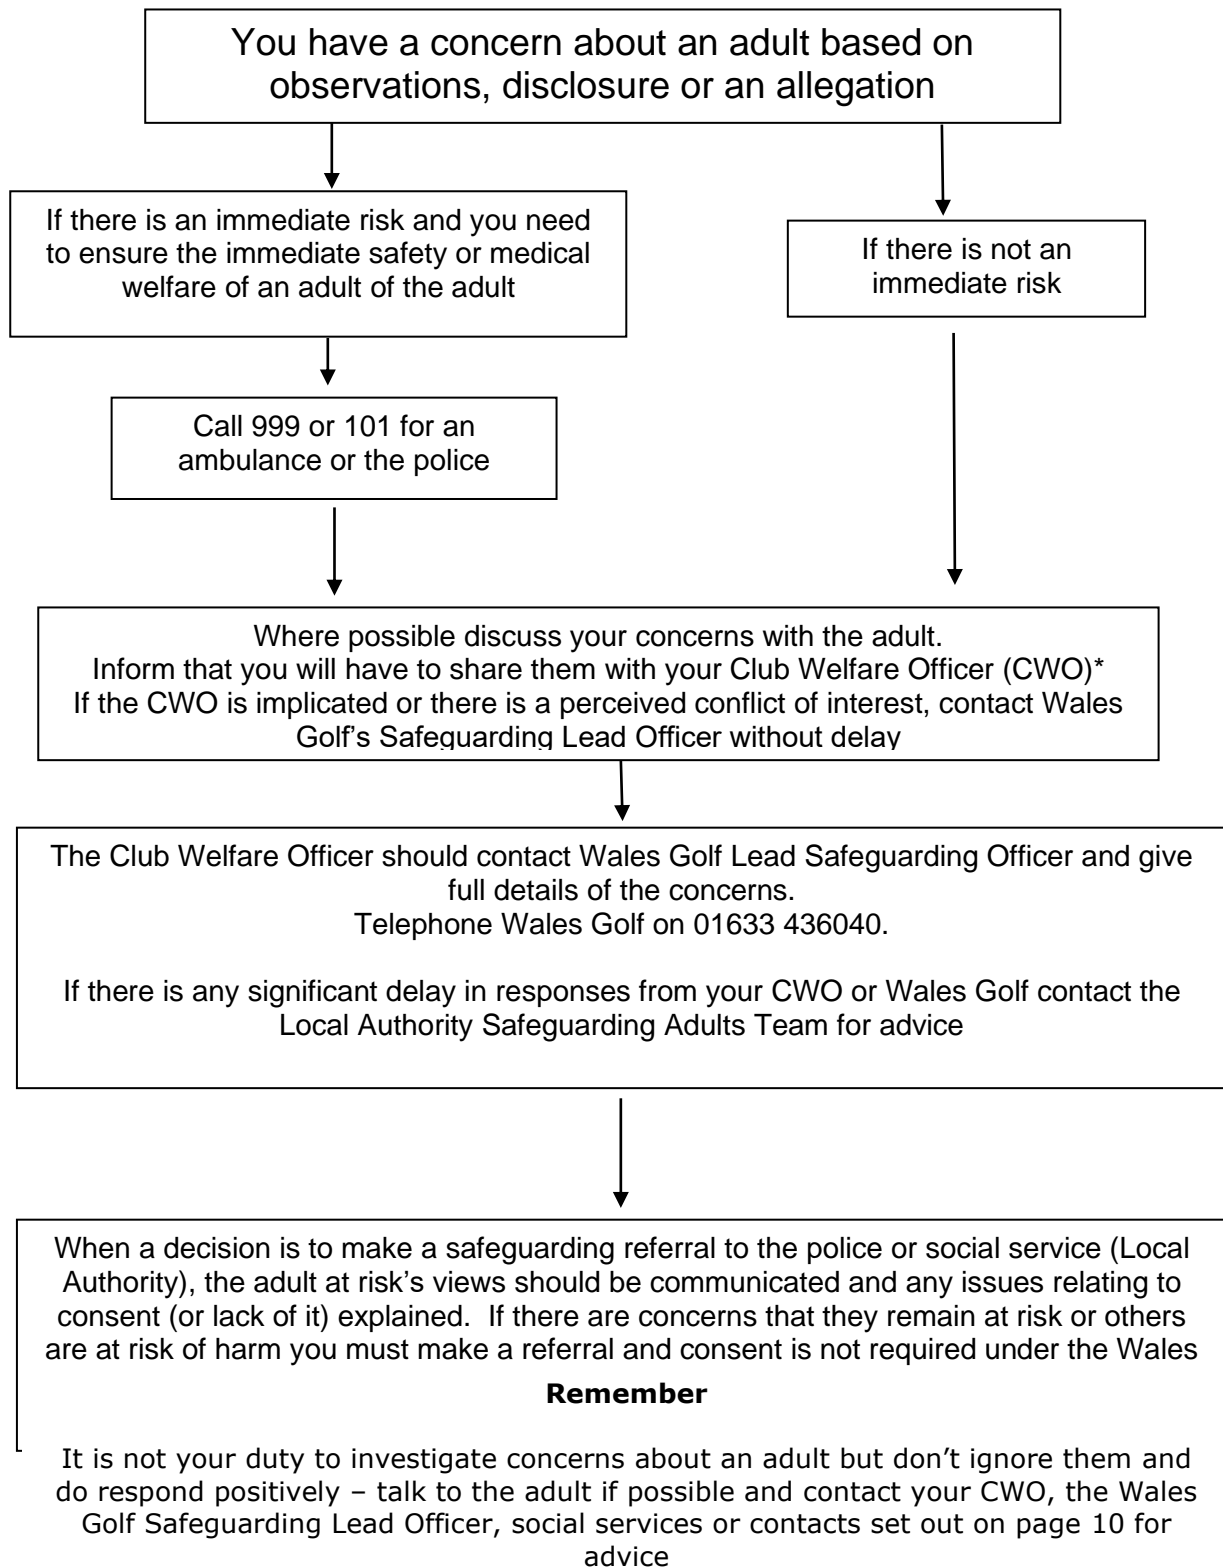 You have a concern about an adult based on
observations, disclosure or an allegation
If there is an immediate risk and you need
to ensure the immediate safety or medical
welfare of an adult of the adult
If there is not an
immediate risk
Call 999 or 101 for an
ambulance or the police
Where possible discuss your concerns with the adult.
Inform that you will have to share them with your Club Welfare Officer (CWO)*
If the CWO is implicated or there is a perceived conflict of interest, contact Wales
Golf’s Safeguarding Lead Officer without delay
The Club Welfare Officer should contact Wales Golf Lead Safeguarding Officer and give
full details of the concerns.
Telephone Wales Golf on 01633 436040.
If there is any significant delay in responses from your CWO or Wales Golf contact the
Local Authority Safeguarding Adults Team for advice
When a decision is to make a safeguarding referral to the police or social service (Local
Authority), the adult at risk’s views should be communicated and any issues relating to
consent (or lack of it) explained.  If there are concerns that they remain at risk or others
are at risk of harm you must make a referral and consent is not required under the Wales
Remember
It is not your duty to investigate concerns about an adult but don’t ignore them and
do respond positively – talk to the adult if possible and contact your CWO, the Wales
Golf Safeguarding Lead Officer, social services or contacts set out on page 10 for
advice